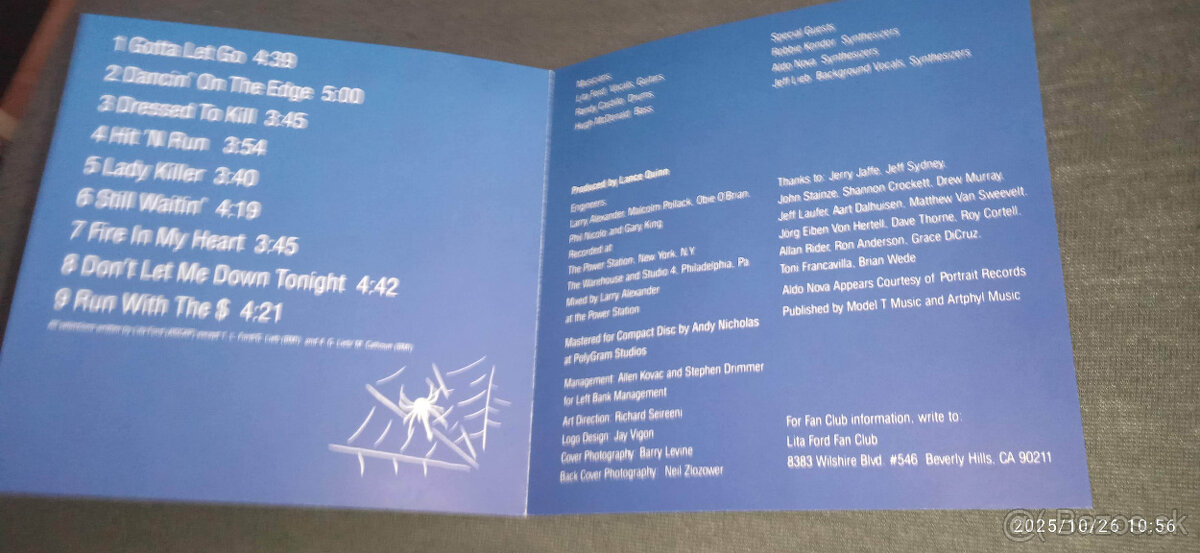 1 Gotta Let Go 4:39
2 Dancin' On The Edge 5:00
3 Dressed To Kill 3:45
4 Hit 'N Run 3:54
5 Lady Killer 3:40
6 Still Waitin' 4:19
7 Fire In My Heart 3:45
8 Don't Let Me Down Tonight 4:42
9 Run With The $ 4:21
Musicians:
Lita Ford: Vocals, Guitars,
Randy Castillo: Drums,
Hugh McDonald: Bass.
Produced by Lance Quinn
Engineers:
Larry Alexander, Malcolm Pollack, Obie O'Brian,
Phil Nicolo and Gary King.
Recorded at
The Power Station, New York, N.Y.
The Warehouse and Studio 4, Philadelphia, Pa.
Mixed by Larry Alexander
at the Power Station
Mastered for Compact Disc by Andy Nicholas
at PolyGram Studios
Management: Allen Kovac and Stephen Drimmer
for Left Bank Management
Art Direction: Richard Seireeni
Logo Design: Jay Vigon
Cover Photography: Barry Levine
Back Cover Photography: Neil Zlozower
Special Guests:
Robbie Kondor: Synthesizers
Aldo Nova: Synthesizers,
Jeff Lieb: Background Vocals, Synthesizers
Thanks to: Jerry Jaffe, Jeff Sydney,
John Stainze, Shannon Crockett, Drew Murray,
Jeff Laufer, Aart Dalhuisen, Matthew Van Sweevelt,
Jörg Eiben Von Hertell, Dave Thorne, Roy Cortell,
Allan Rider, Ron Anderson, Grace DiCruz,
Toni Francavilla, Brian Wede
Aldo Nova Appears Courtesy of Portrait Records
Published by Model T Music and Artphyl Music
For Fan Club information, write to:
Lita Ford Fan Club
8383 Wilshire Blvd. #546 Beverly Hills, CA 90211
Bazoš.sk
2025/10/26 10:56